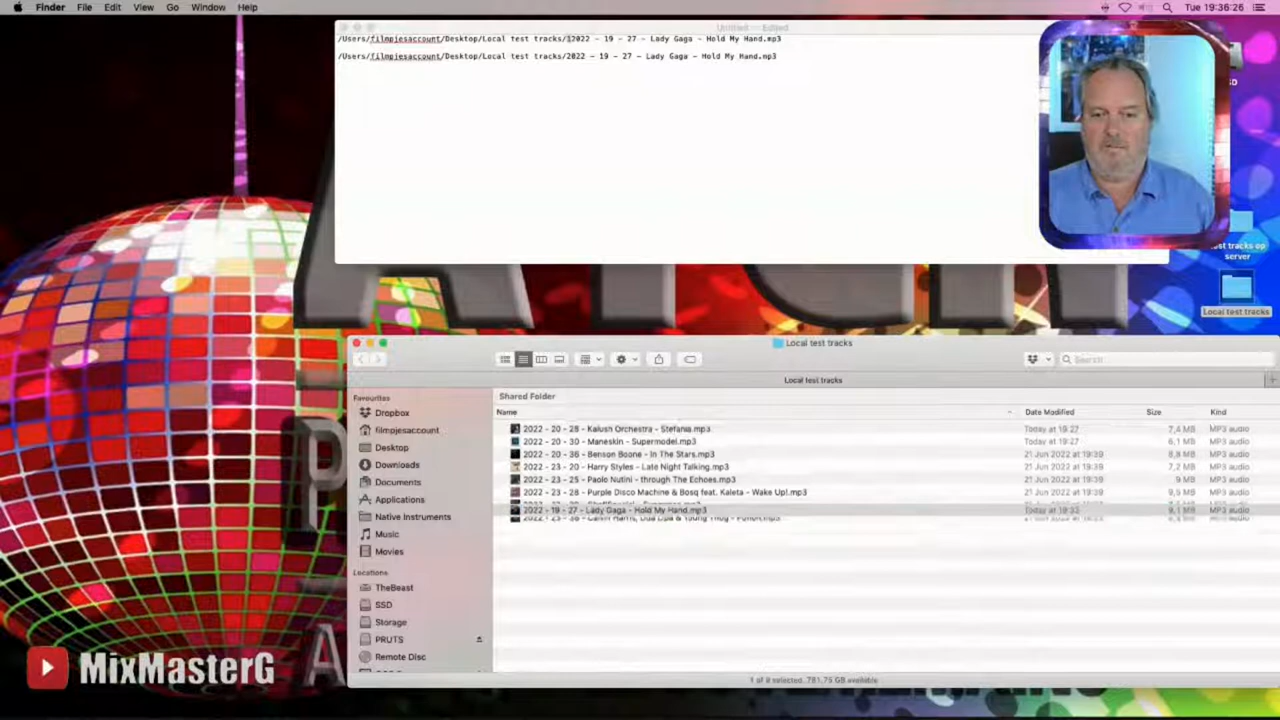 Finder File Edit View Go Window Help
Tue 19:36:26
Untitled — Edited
/Users/filmpjesaccount/Desktop/Local test tracks/2022 - 19 - 27 - Lady Gaga - Hold My Hand.mp3
/Users/filmpjesaccount/Desktop/Local test tracks/2022 - 19 - 27 - Lady Gaga - Hold My Hand.mp3
tracks op
server
Local test tracks
Local test tracks
Search
Local test tracks
Favourites
Dropbox
filmpjesaccount
Desktop
Downloads
Documents
Applications
Native Instruments
Music
Movies
Locations
TheBeast
SSD
Storage
PRUTS
Remote Disc
Shared Folder
Name Date Modified Size Kind
2022 - 20 - 28 - Kalush Orchestra - Stefania.mp3 Today at 19:27 7,4 MB MP3 audio
2022 - 20 - 30 - Maneskin - Supermodel.mp3 Today at 19:27 6,1 MB MP3 audio
2022 - 20 - 36 - Benson Boone - In The Stars.mp3 21 Jun 2022 at 19:39 8,8 MB MP3 audio
2022 - 23 - 20 - Harry Styles - Late Night Talking.mp3 21 Jun 2022 at 19:39 7,2 MB MP3 audio
2022 - 23 - 25 - Paolo Nutini - through The Echoes.mp3 21 Jun 2022 at 19:39 9 MB MP3 audio
2022 - 23 - 28 - Purple Disco Machine & Bosq feat. Kaleta - Wake Up!.mp3 21 Jun 2022 at 19:39 9,5 MB MP3 audio
2022 - 19 - 27 - Lady Gaga - Hold My Hand.mp3 Today at 19:33 9,1 MB MP3 audio
1 of 9 selected, 781,75 GB available
MixMasterG